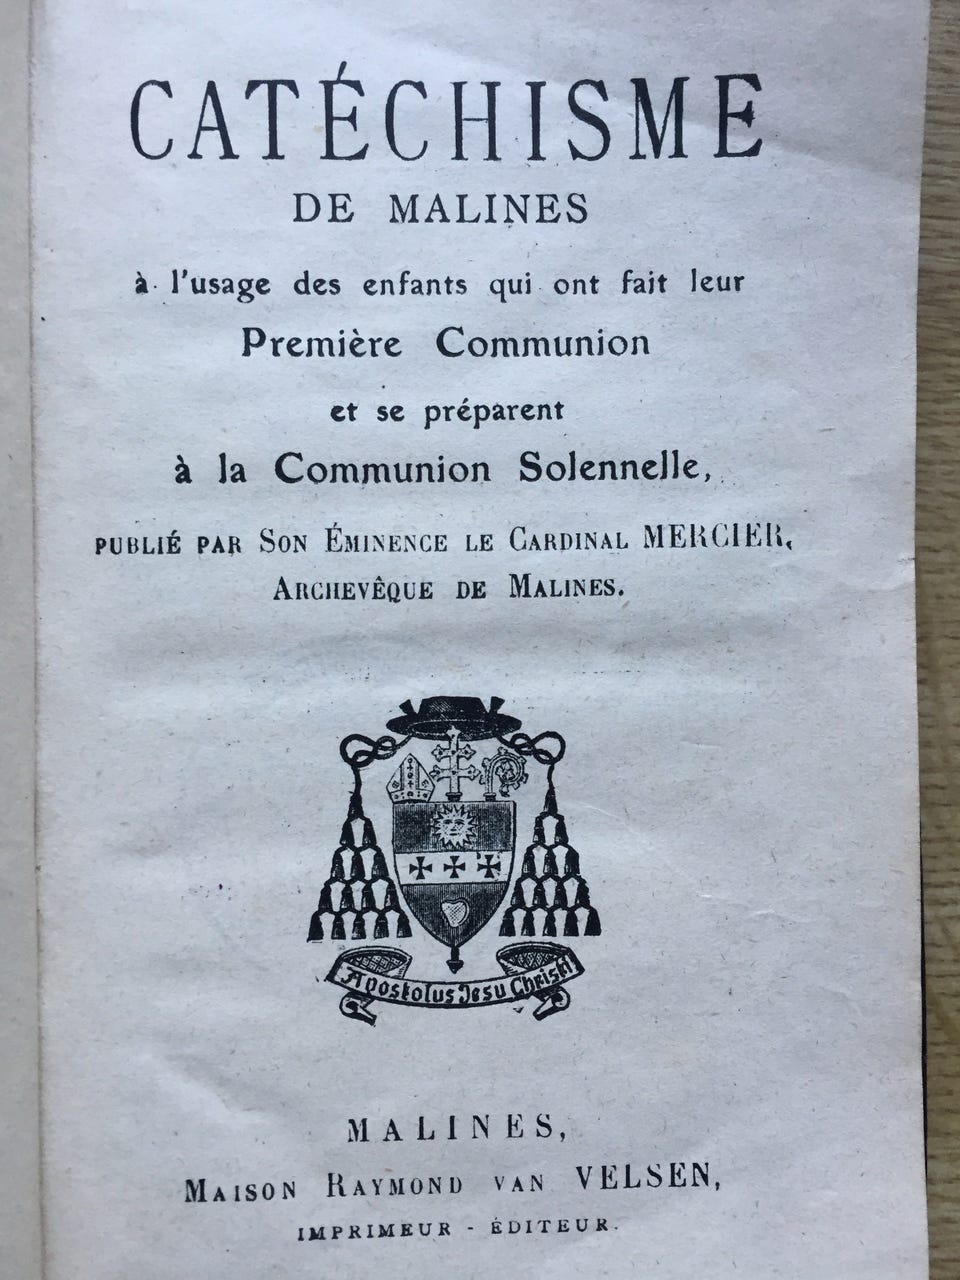 CATÉCHISME
DE MALINES
à l'usage des enfants qui ont fait leur
Première Communion
et se préparent
à la Communion Solennelle,
PUBLIÉ PAR SON ÉMINENCE LE CARDINAL MERCIER,
ARCHEVÊQUE DE MALINES.
Apostolus Jesu Christi
MALINES,
MAISON RAYMOND VAN VELSEN,
IMPRIMEUR - ÉDITEUR.